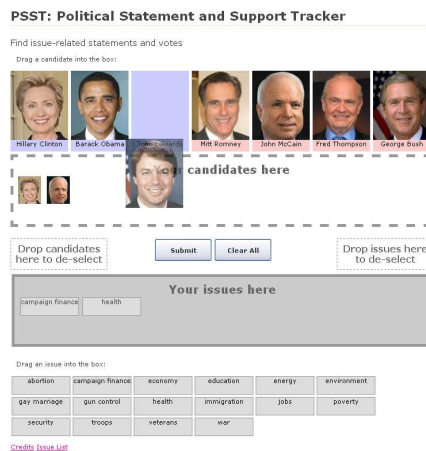 PSST: Political Statement and Support Tracker
Find issue-related statements and votes
Drag a candidate into the box:
Hillary Clinton Barack Obama John Edwards Mitt Romney John McCain Fred Thompson George Bush
Your candidates here
Drop candidates here to de-select
Submit Clear All
Drop issues here to de-select
Your issues here
campaign finance health
Drag an issue into the box:
abortion campaign finance economy education energy environment
gay marriage gun control health immigration jobs poverty
security troops veterans war
Credits Issue List